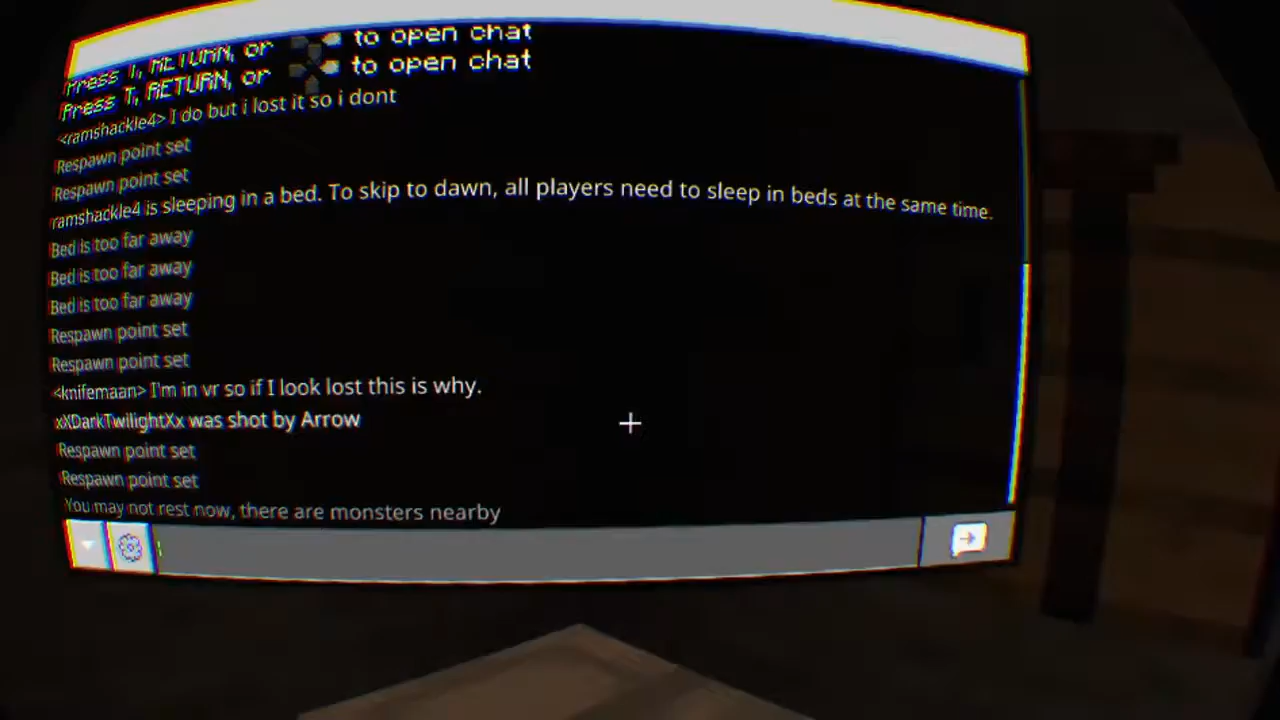 Press T, RETURN, or to open chat
Press T, RETURN, or to open chat
<ramshackle4> I do but i lost it so i dont
Respawn point set
Respawn point set
ramshackle4 is sleeping in a bed. To skip to dawn, all players need to sleep in beds at the same time.
Bed is too far away
Bed is too far away
Bed is too far away
Respawn point set
Respawn point set
<knifemaan> I'm in vr so if I look lost this is why.
xXDarkTwilightXx was shot by Arrow
Respawn point set
Respawn point set
You may not rest now, there are monsters nearby